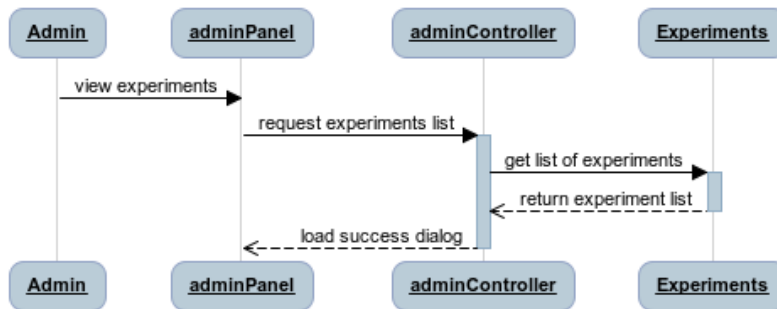 Admin
adminPanel
adminController
Experiments
view experiments
request experiments list
get list of experiments
return experiment list
load success dialog
Admin
adminPanel
adminController
Experiments